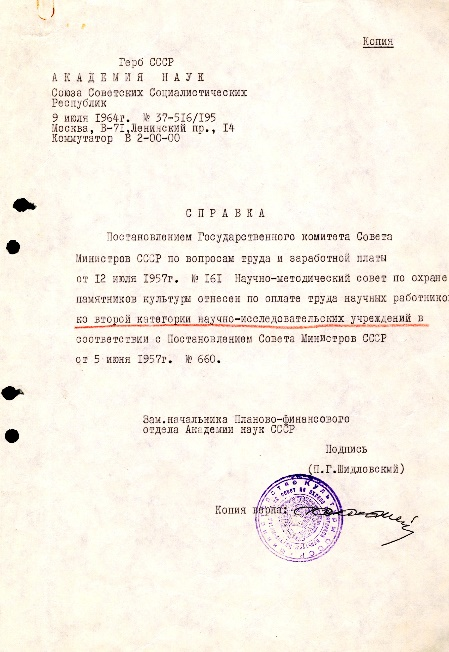 Копия
Герб СССР
АКАДЕМИЯ НАУК
Союза Советских Социалистических
Республик
9 июля 1964г. № 37-516/195
Москва, В-71, Ленинский пр., 14
Коммутатор В 2-00-00
СПРАВКА
Постановлением Государственного комитета Совета
Министров СССР по вопросам труда и заработной платы
от 12 июля 1957г. № 161 Научно-методический совет по охране
памятников культуры отнесен по оплате труда научных работников
ко второй категории научно-исследовательских учреждений в
соответствии с Постановлением Совета Министров СССР
от 5 июня 1957г. № 660.
Зам.начальника Планово-финансового
отдела Академии наук СССР
Подпись
(П.Г.Шидловский)
Копия верна: